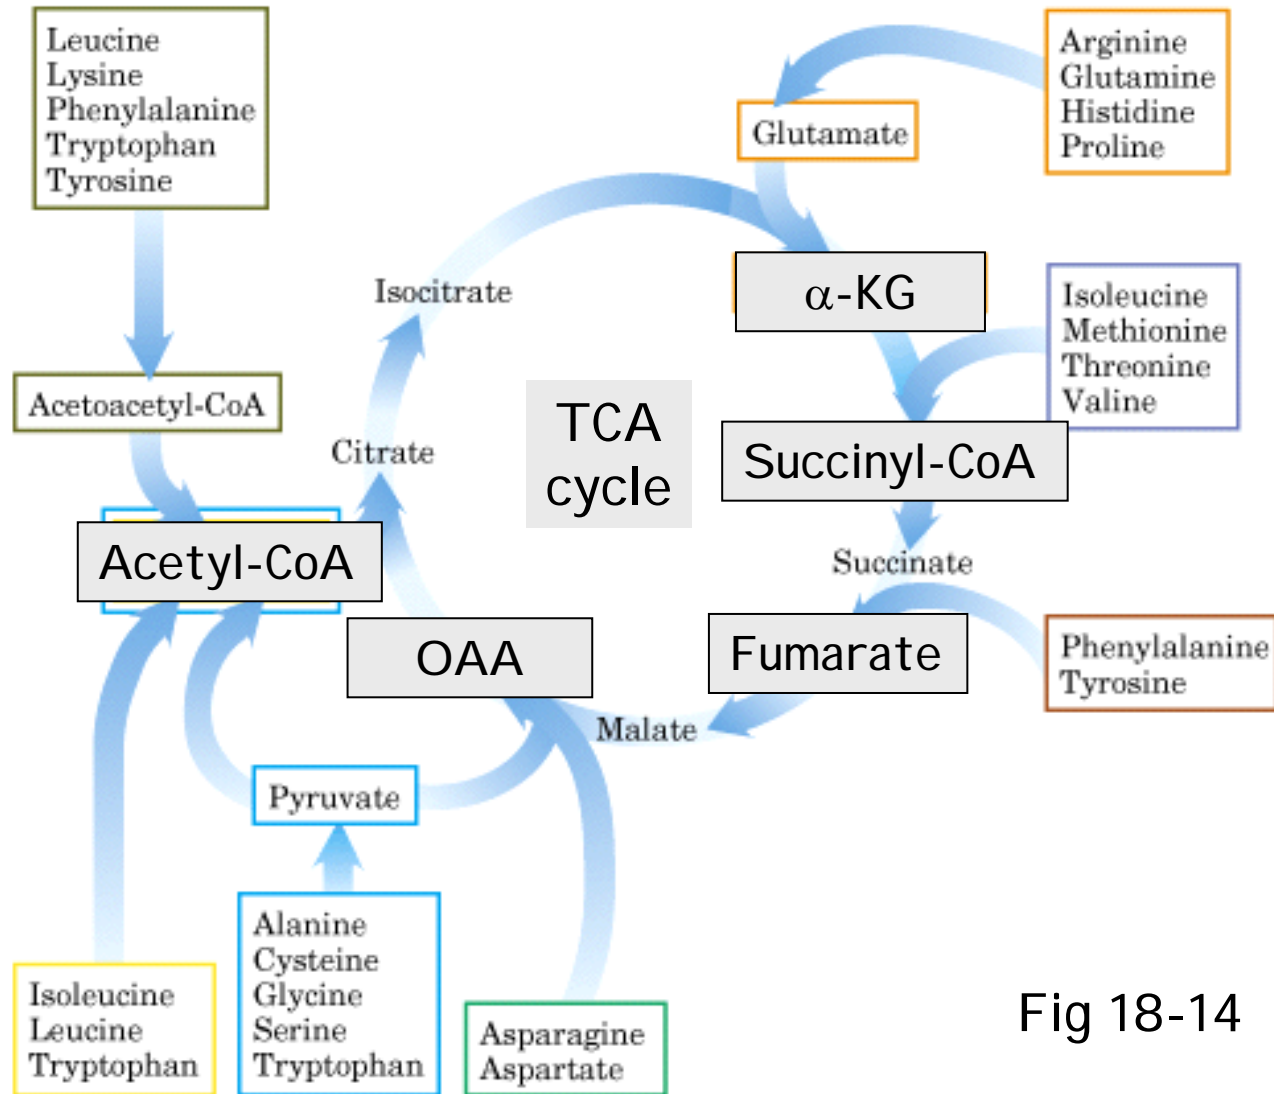 Leucine
Lysine
Phenylalanine
Tryptophan
Tyrosine
Arginine
Glutamine
Histidine
Proline
Glutamate
Isocitrate
α-KG
Isoleucine
Methionine
Threonine
Valine
Acetoacetyl-CoA
TCA
cycle
Citrate
Succinyl-CoA
Acetyl-CoA
Succinate
OAA
Fumarate
Phenylalanine
Tyrosine
Malate
Pyruvate
Alanine
Cysteine
Glycine
Serine
Tryptophan
Isoleucine
Leucine
Tryptophan
Asparagine
Aspartate
Fig 18-14